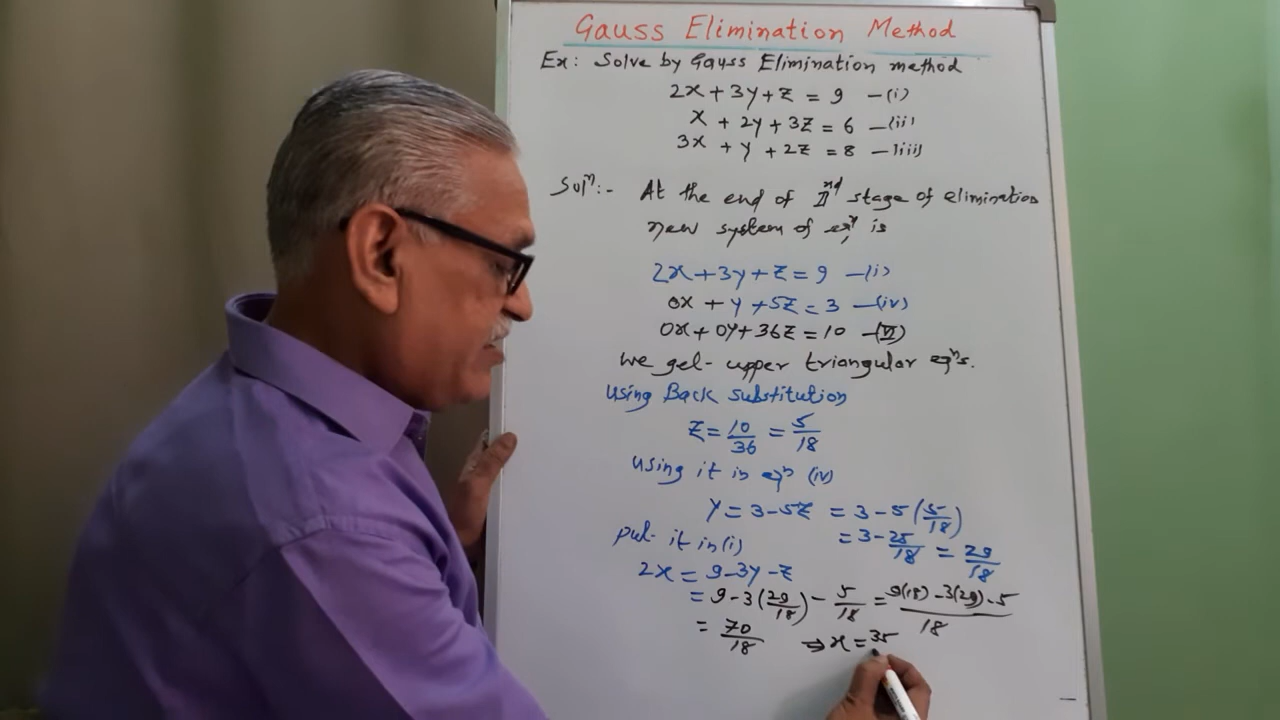 Gauss Elimination Method
Ex: Solve by Gauss Elimination method
2x + 3y + z = 9 —(i)
x + 2y + 3z = 6 —(ii)
3x + y + 2z = 8 —(iii)
Solⁿ:- At the end of IInd stage of elimination
new system of eqⁿ is
2x + 3y + z = 9 —(i)
0x + y + 5z = 3 —(iv)
0x + 0y + 36z = 10 —(VI)
we get upper triangular eqⁿs.
Using Back substitution
z = 10/36 = 5/18
Using it in eqⁿ (iv)
y = 3 - 5z = 3 - 5(5/18)
= 3 - 25/18 = 29/18
put it in (i)
2x = 9 - 3y - z
= 9 - 3(29/18) - 5/18 = 9(18) - 3(29) - 5/18
= 70/18 ⇒ x = 35